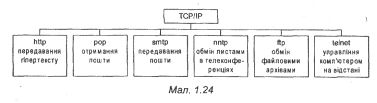 TCP/IP
http
передавання
гіпертексту
pop
отримання
пошти
smtp
передавання
пошти
nntp
обмін листами
в телеконфе-
ренціях
ftp
обмін
файловими
архівами
telnet
управління
комп'ютером
на відстані
Мал. 1.24